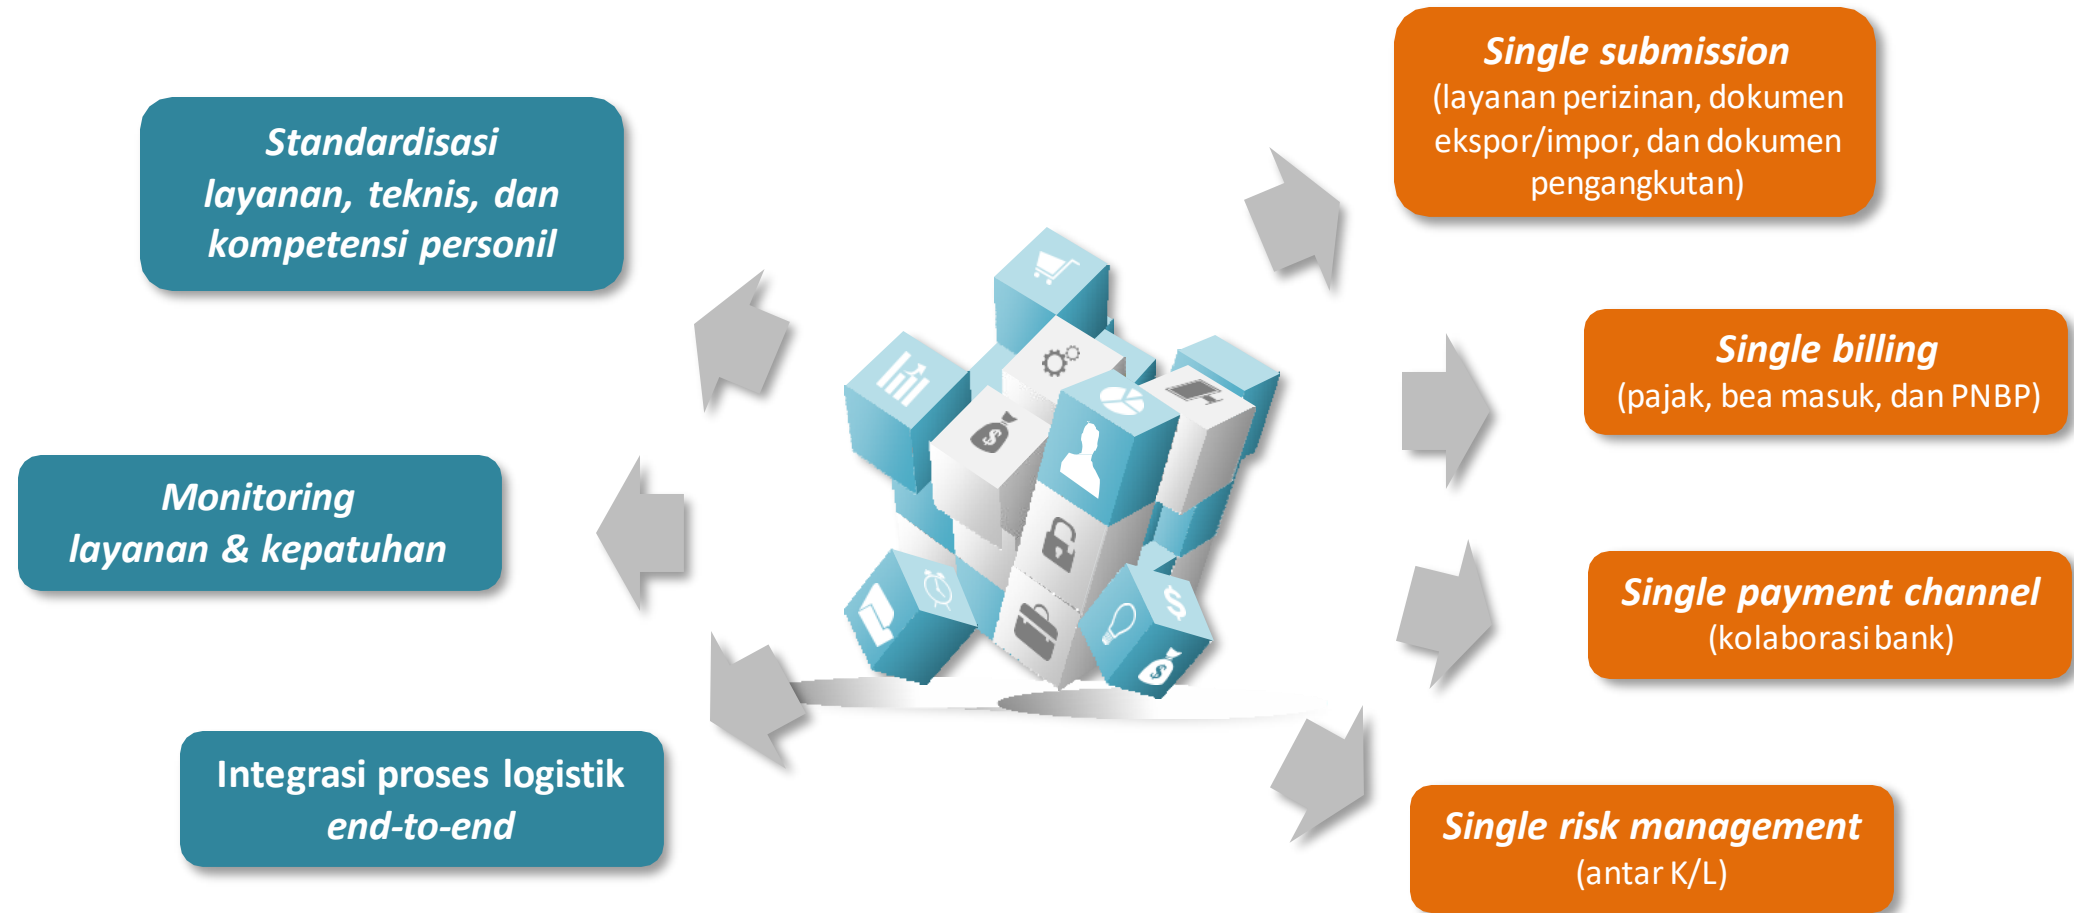 Standardisasi
layanan, teknis, dan
kompetensi personil
Monitoring
layanan & kepatuhan
Integrasi proses logistik
end-to-end
Single submission
(layanan perizinan, dokumen
ekspor/impor, dan dokumen
pengangkutan)
Single billing
(pajak, bea masuk, dan PNBP)
Single payment channel
(kolaborasi bank)
Single risk management
(antar K/L)